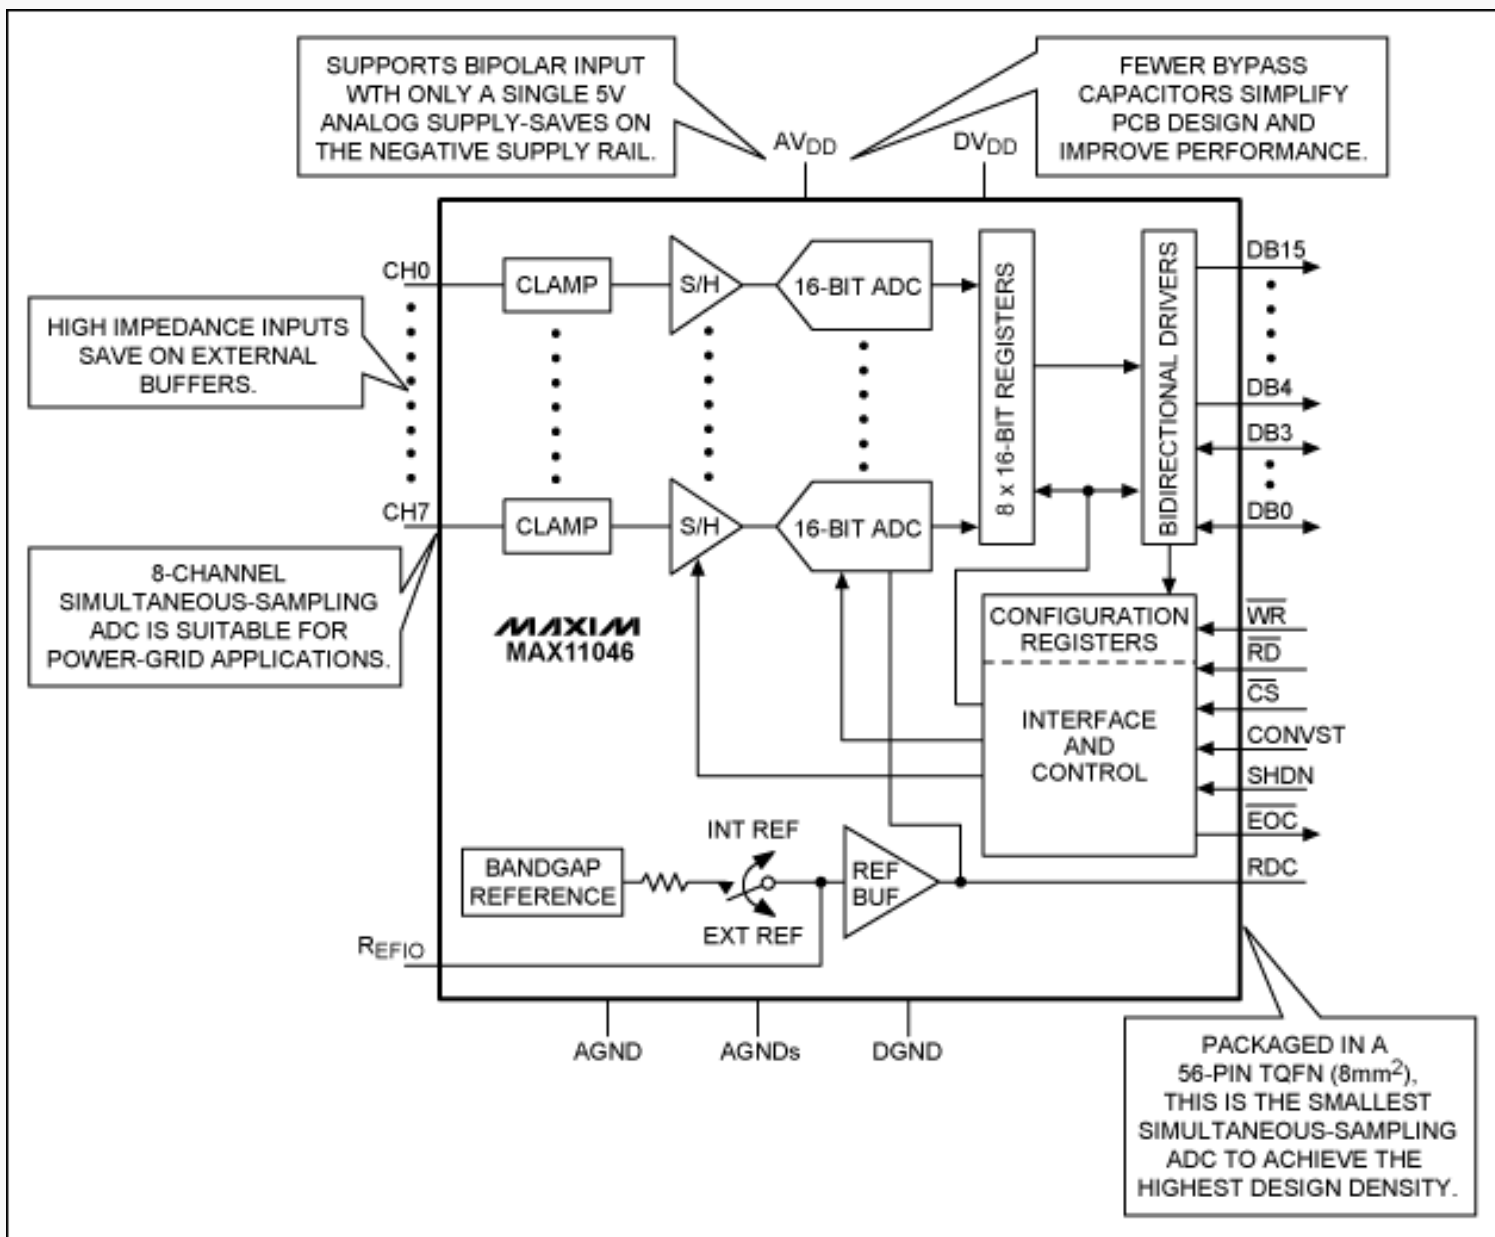 SUPPORTS BIPOLAR INPUT
WTH ONLY A SINGLE 5V
ANALOG SUPPLY-SAVES ON
THE NEGATIVE SUPPLY RAIL.
FEWER BYPASS
CAPACITORS SIMPLIFY
PCB DESIGN AND
IMPROVE PERFORMANCE.
AVDD
DVDD
CH0
CLAMP
S/H
16-BIT ADC
8 x 16-BIT REGISTERS
BIDIRECTIONAL DRIVERS
DB15
HIGH IMPEDANCE INPUTS
SAVE ON EXTERNAL
BUFFERS.
DB4
DB3
DB0
CH7
CLAMP
S/H
16-BIT ADC
8-CHANNEL
SIMULTANEOUS-SAMPLING
ADC IS SUITABLE FOR
POWER-GRID APPLICATIONS.
MAXIM
MAX11046
CONFIGURATION
REGISTERS
INTERFACE
AND
CONTROL
WR
RD
CS
CONVST
SHDN
EOC
RDC
BANDGAP
REFERENCE
INT REF
EXT REF
REF
BUF
REFIO
AGND
AGNDs
DGND
PACKAGED IN A
56-PIN TQFN (8mm²),
THIS IS THE SMALLEST
SIMULTANEOUS-SAMPLING
ADC TO ACHIEVE THE
HIGHEST DESIGN DENSITY.